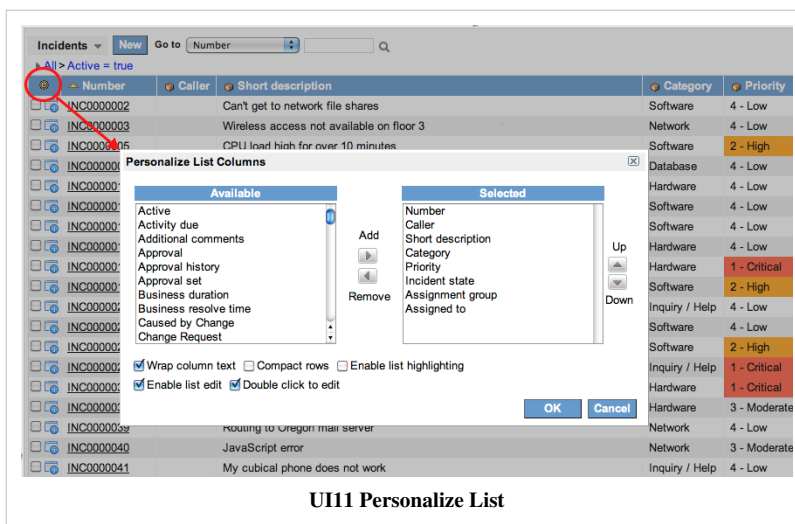 Incidents New Go to Number
All > Active = true
Number Caller Short description Category Priority
INC0000002 Can't get to network file shares Software 4 - Low
INC0000003 Wireless access not available on floor 3 Network 4 - Low
CPU load high for over 10 minutes Software 2 - High
Personalize List Columns
Database 4 - Low
Available Selected
Hardware 4 - Low
Active
Activity due
Additional comments
Approval
Approval history
Approval set
Business duration
Business resolve time
Caused by Change
Change Request
Add
Remove
Number
Caller
Short description
Category
Priority
Incident state
Assignment group
Assigned to
Up
Down
Software 4 - Low
Software 4 - Low
Hardware 4 - Low
Hardware 1 - Critical
Software 2 - High
Inquiry / Help 4 - Low
Software 4 - Low
Software 2 - High
Inquiry / Help 1 - Critical
Hardware 1 - Critical
Hardware 3 - Moderate
Wrap column text Compact rows Enable list highlighting
Enable list edit Double click to edit
OK Cancel
INC0000039 Routing to Oregon mail server Network 4 - Low
INC0000040 JavaScript error Network 3 - Moderate
INC0000041 My cubical phone does not work Inquiry / Help 4 - Low
UI11 Personalize List